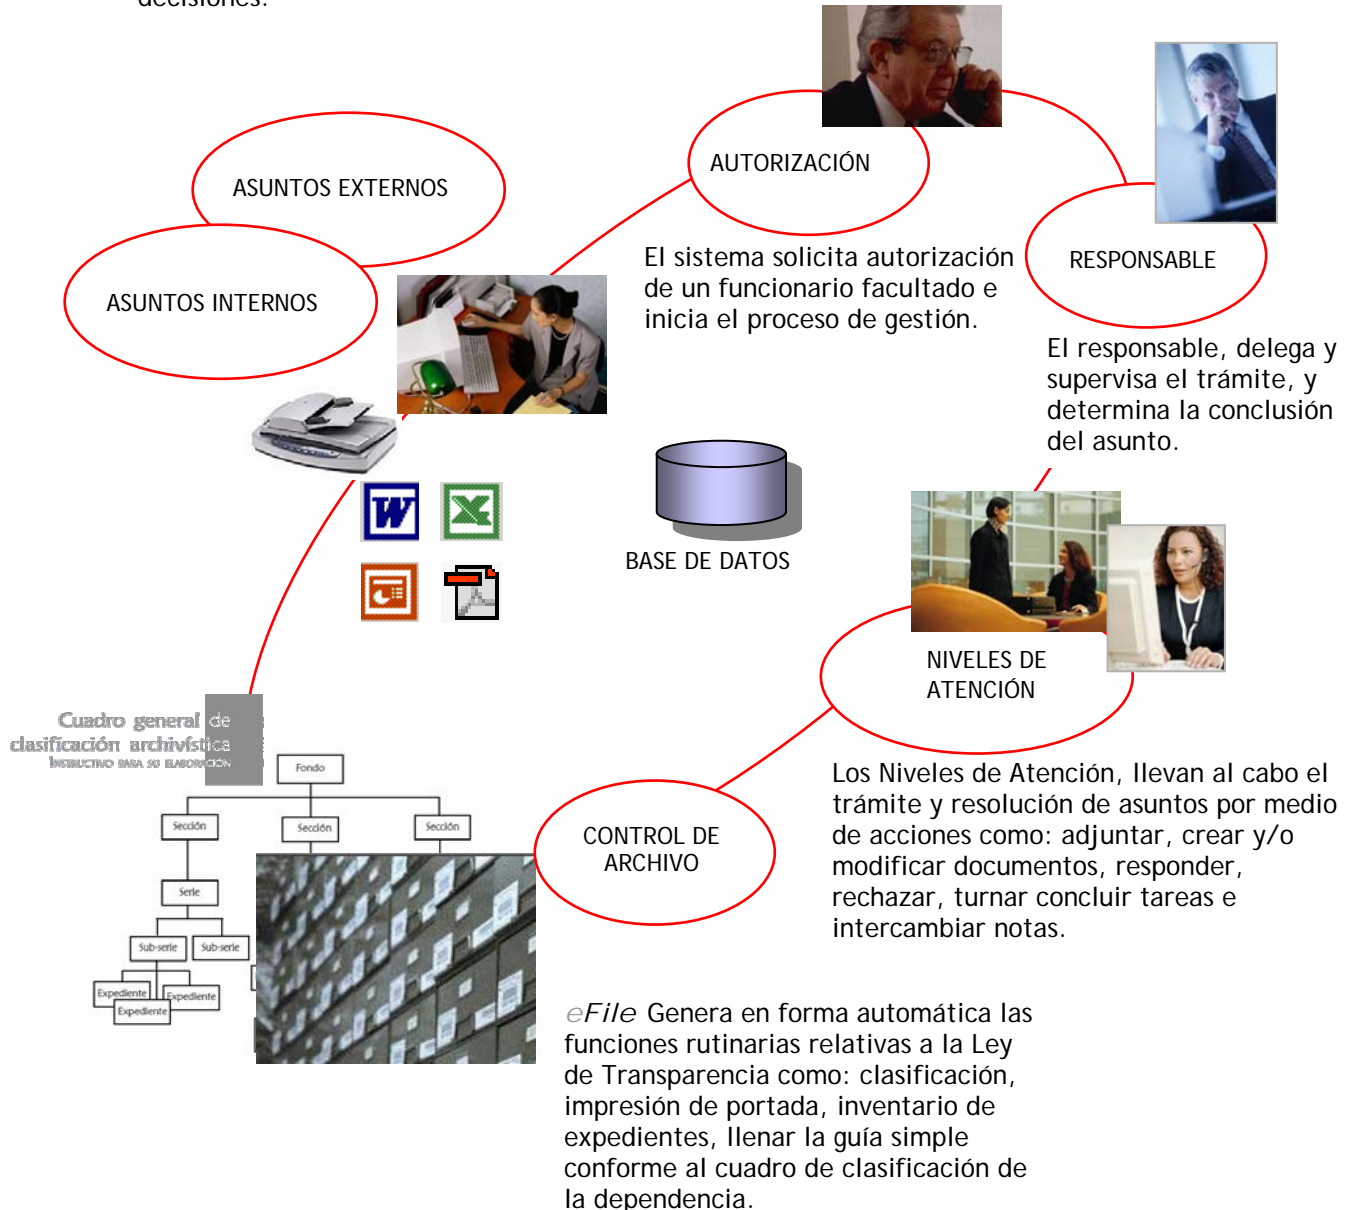 decisiones.
ASUNTOS EXTERNOS
ASUNTOS INTERNOS
AUTORIZACIÓN
El sistema solicita autorización
de un funcionario facultado e
inicia el proceso de gestión.
RESPONSABLE
El responsable, delega y
supervisa el trámite, y
determina la conclusión
del asunto.
W
X
BASE DE DATOS
NIVELES DE
ATENCIÓN
Los Niveles de Atención, llevan al cabo el
trámite y resolución de asuntos por medio
de acciones como: adjuntar, crear y/o
modificar documentos, responder,
rechazar, turnar concluir tareas e
intercambiar notas.
Cuadro general de
clasificación archivística
INSTRUCTIVO PARA SU ELABORACIÓN
Fondo
Sección
Sección
Sección
Serie
Sub-serie
Sub-serie
Expediente
Expediente
Expediente
CONTROL DE
ARCHIVO
eFile Genera en forma automática las
funciones rutinarias relativas a la Ley
de Transparencia como: clasificación,
impresión de portada, inventario de
expedientes, llenar la guía simple
conforme al cuadro de clasificación de
la dependencia.